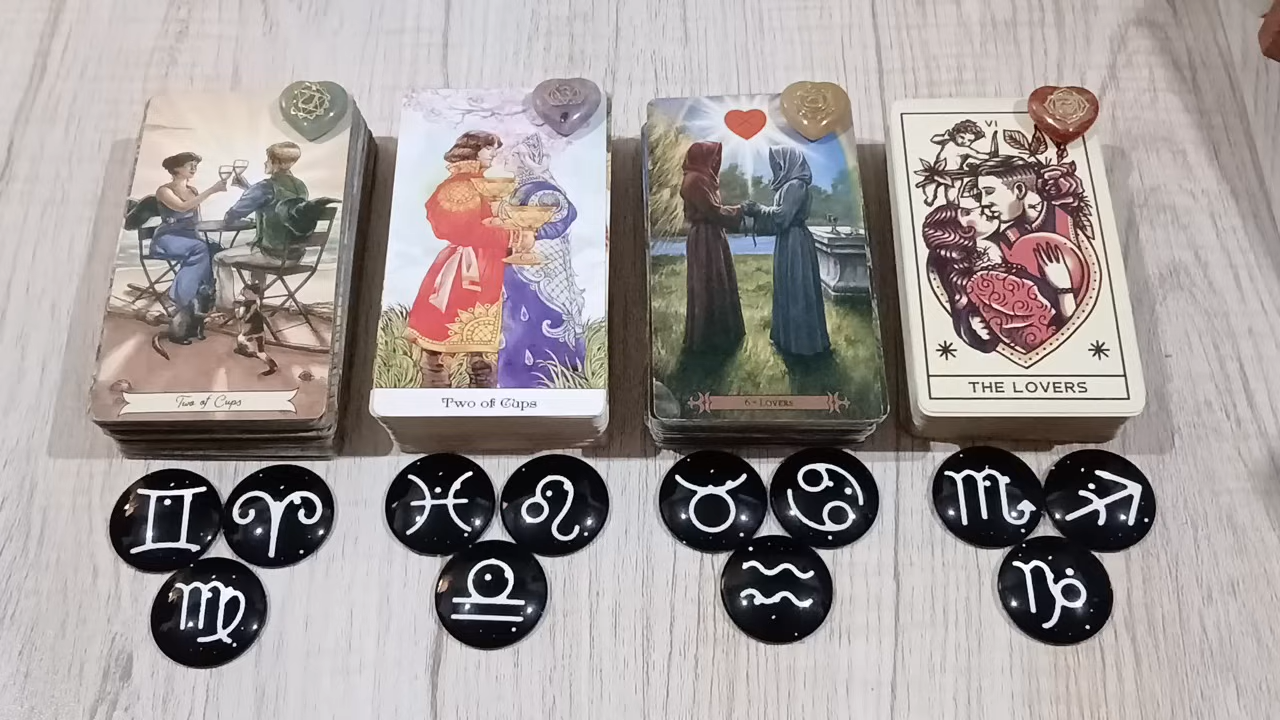 Two of Cups
Two of Cups
6 - LOVERS
VI
THE LOVERS